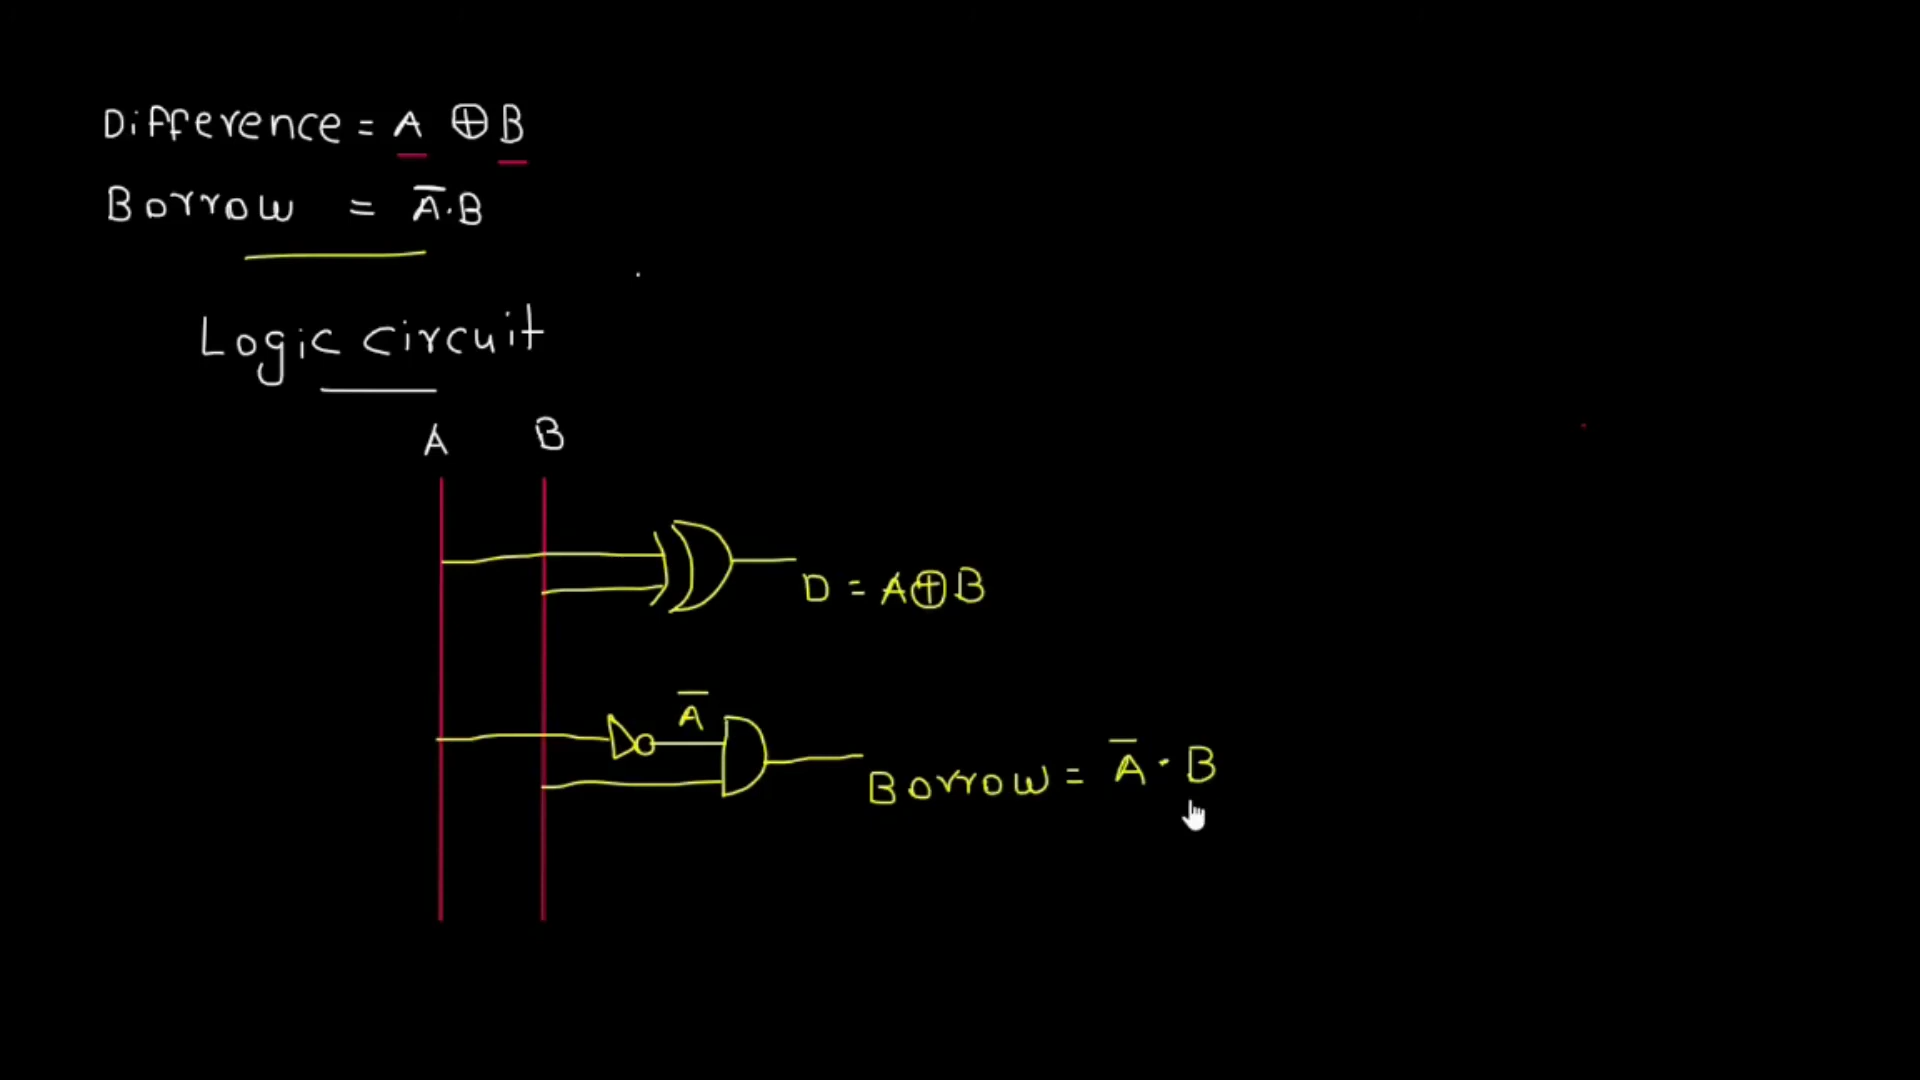 Difference = A ⊕ B
Borrow = A̅.B
Logic circuit
A B
D = A⊕B
A̅
Borrow = A̅ · B